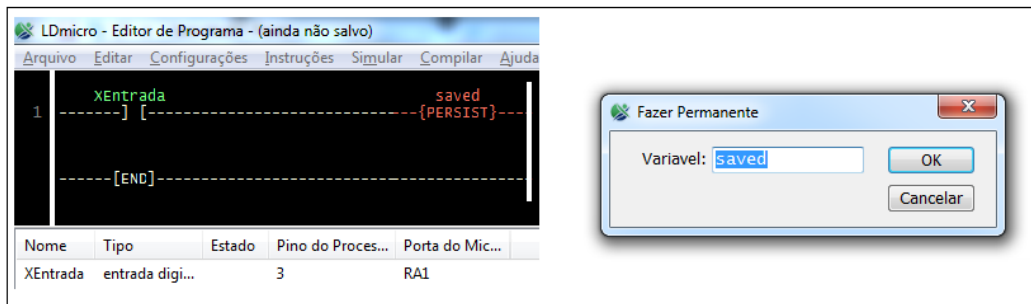 LDmicro - Editor de Programa - (ainda não salvo)
Arquivo Editar Configurações Instruções Simular Compilar Ajuda
XEntrada saved
1 -------] [------------------------------{PERSIST}----
------[END]------------------------------------------
Nome Tipo Estado Pino do Proces... Porta do Mic...
XEntrada entrada digi... 3 RA1
Fazer Permanente
Variavel: saved OK
Cancelar